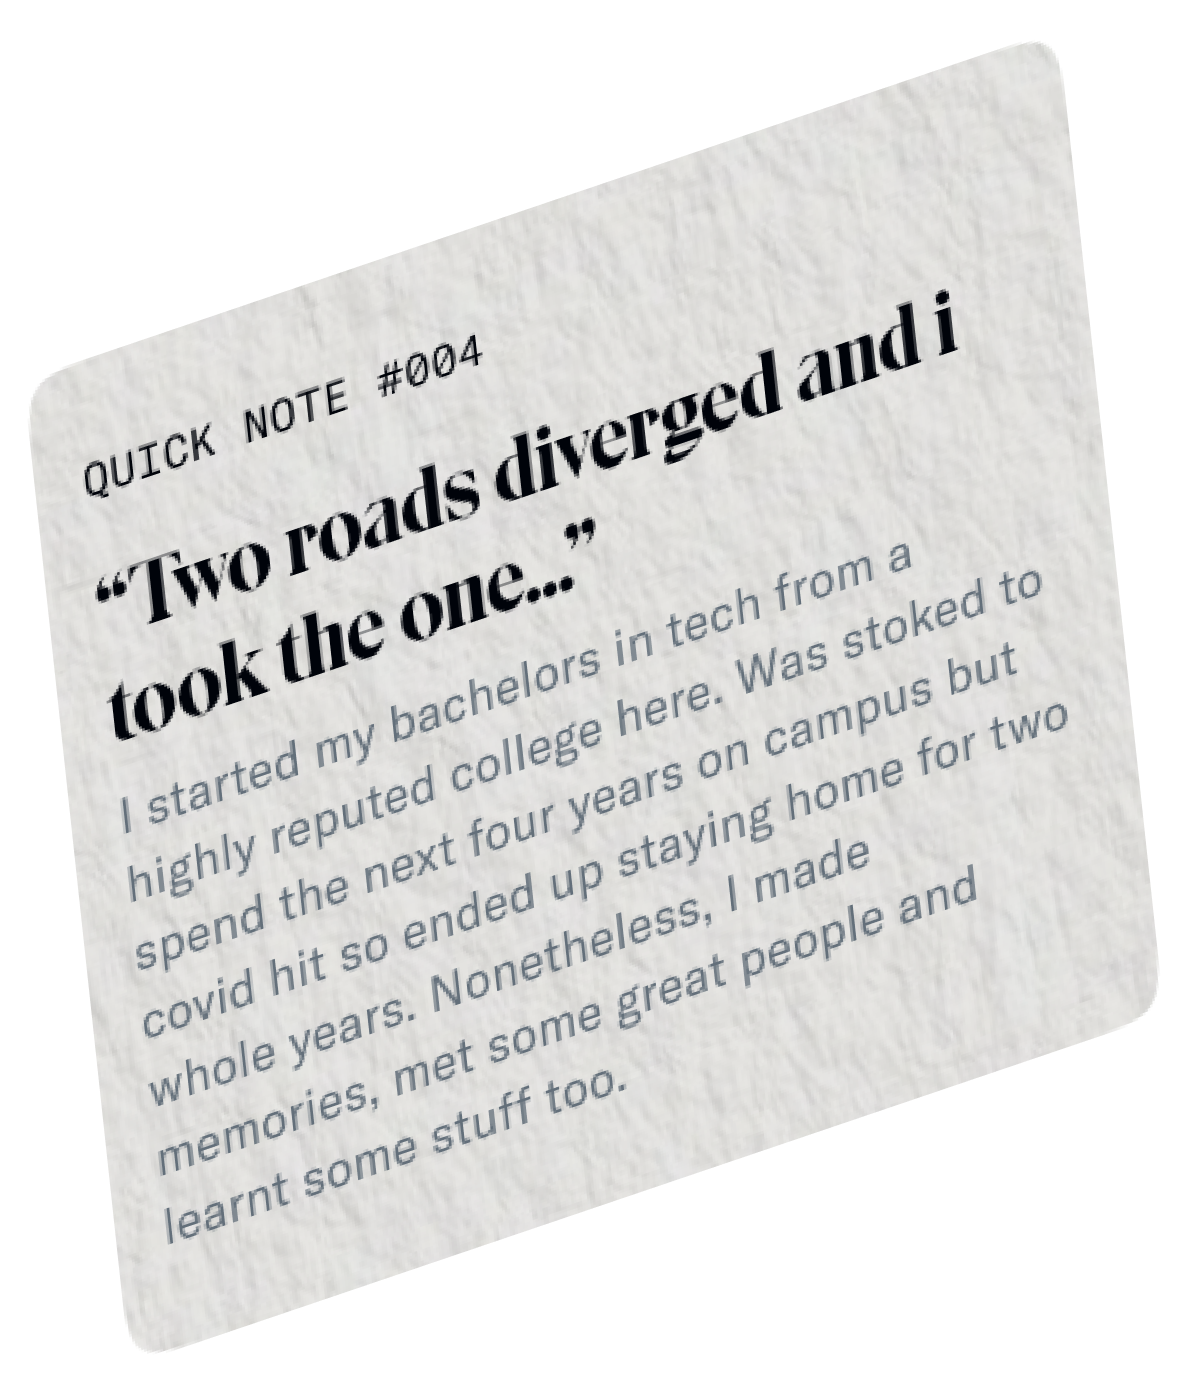 QUICK NOTE #004
“Two roads diverged and i
took the one...”
I started my bachelors in tech from a
highly reputed college here. Was stoked to
spend the next four years on campus but
covid hit so ended up staying home for two
whole years. Nonetheless, I made
memories, met some great people and
learnt some stuff too.